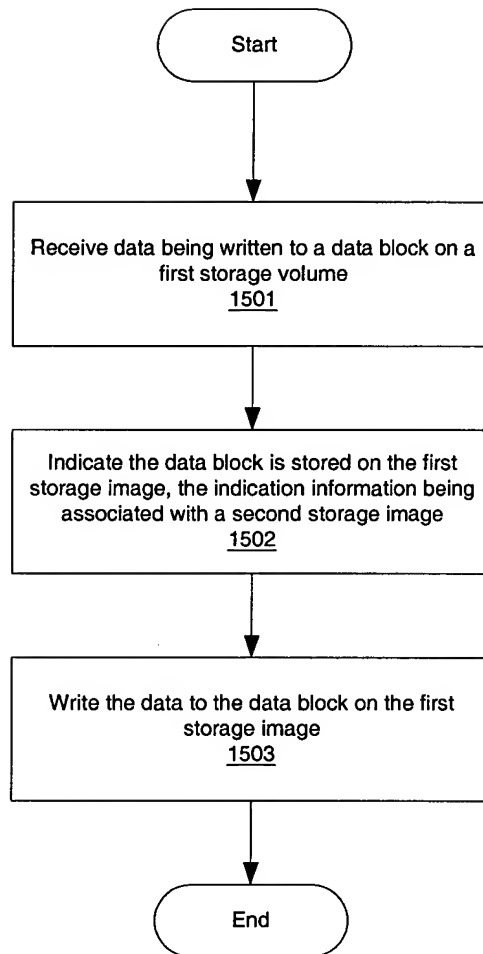 Start
Receive data being written to a data block on a
first storage volume
1501
Indicate the data block is stored on the first
storage image, the indication information being
associated with a second storage image
1502
Write the data to the data block on the first
storage image
1503
End